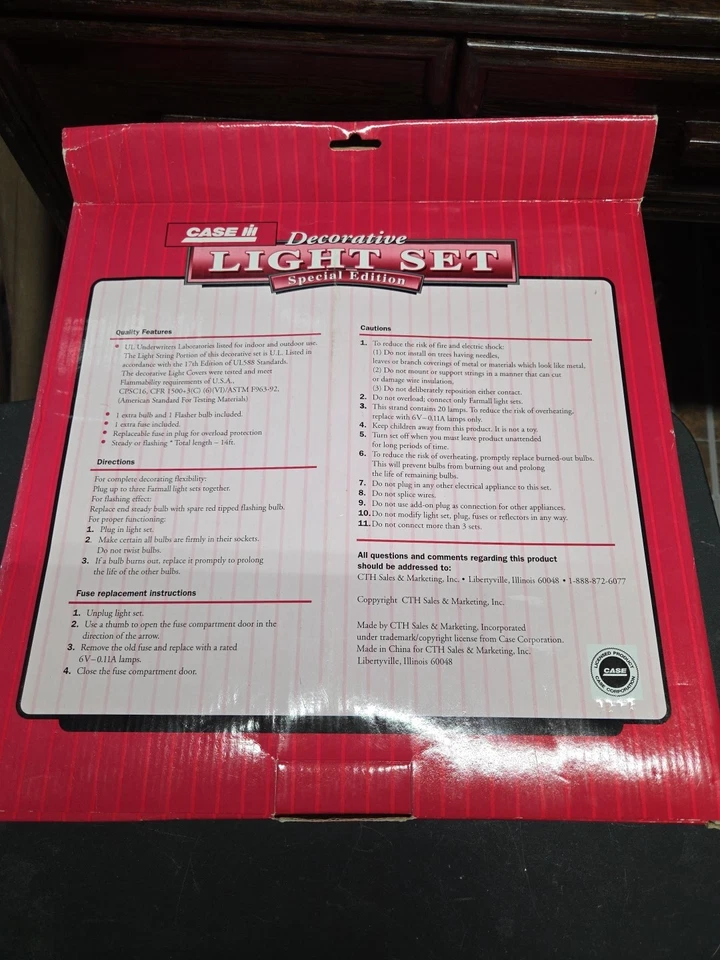 CASE IH
Decorative
LIGHT SET
Special Edition
Quality Features
* UL Underwriters Laboratories listed for indoor and outdoor use.
The Light String Portion of this decorative set is U.L. Listed in
accordance with the 17th Edition of UL588 Standards.
The decorative Light Covers were tested and meet
Flammability requirements of U.S.A.,
CPSC16, CFR 1500+3(C) (6)(VI)/ASTM F963-92,
(American Standard For Testing Materials)
* 1 extra bulb and 1 Flasher bulb included.
* 1 extra fuse included.
* Replaceable fuse in plug for overload protection
* Steady or flashing * Total length ~ 14ft.
Directions
For complete decorating flexibility:
Plug up to three Farmall light sets together.
For flashing effect:
Replace end steady bulb with spare red tipped flashing bulb.
For proper functioning:
1. Plug in light set.
2. Make certain all bulbs are firmly in their sockets.
Do not twist bulbs.
3. If a bulb burns out, replace it promptly to prolong
the life of the other bulbs.
Fuse replacement instructions
1. Unplug light set.
2. Use a thumb to open the fuse compartment door in the
direction of the arrow.
3. Remove the old fuse and replace with a rated
6V~0.11A lamps.
4. Close the fuse compartment door.
Cautions
1. To reduce the risk of fire and electric shock:
(1) Do not install on trees having needles,
leaves or branch coverings of metal or materials which look like metal.
(2) Do not mount or support strings in a manner that can cut
or damage wire insulation.
(3) Do not deliberately reposition either contact.
2. Do not overload; connect only Farmall light sets.
3. This strand contains 20 lamps. To reduce the risk of overheating,
replace with 6V~0.11A lamps only.
4. Keep children away from this product. It is not a toy.
5. Turn set off when you must leave product unattended
for long periods of time.
6. To reduce the risk of overheating, promptly replace burned-out bulbs.
This will prevent bulbs from burning out and prolong
the life of remaining bulbs.
7. Do not plug in any other electrical appliance to this set.
8. Do not splice wires.
9. Do not use add-on plug as connection for other appliances.
10. Do not modify light set, plug, fuses or reflectors in any way.
11. Do not connect more than 3 sets.
All questions and comments regarding this product
should be addressed to:
CTH Sales & Marketing, Inc. • Libertyville, Illinois 60048 • 1-888-872-6077
Coppyright CTH Sales & Marketing, Inc.
Made by CTH Sales & Marketing, Incorporated
under trademark/copyright license from Case Corporation.
Made in China for CTH Sales & Marketing, Inc.
Libertyville, Illinois 60048
LICENSED PRODUCT
CASE
CASE CORPORATION